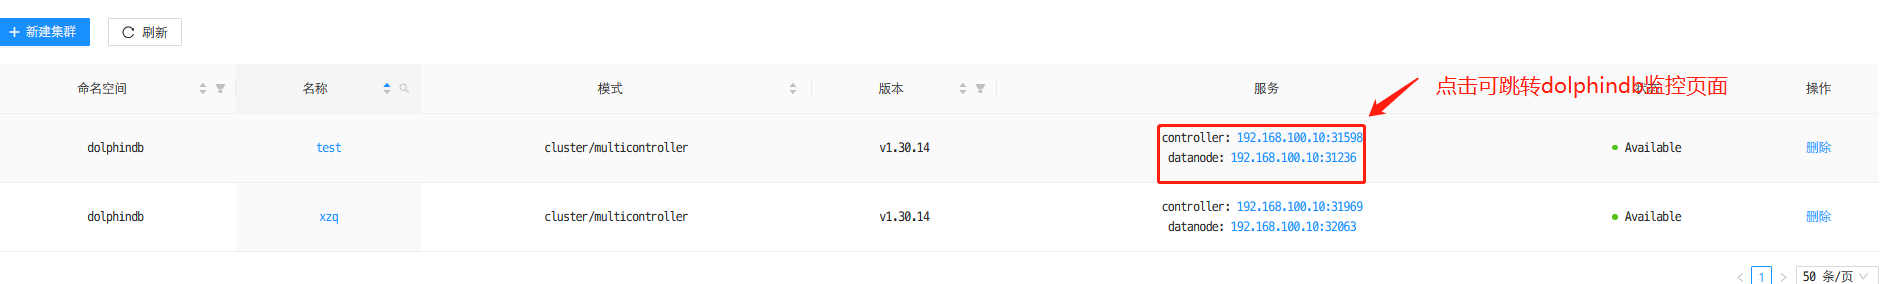 新建集群 刷新
命名空间 名称 模式 版本 服务 状态 操作
点击可跳转dolphindb监控页面
dolphindb test cluster/multicontroller v1.30.14 controller: 192.168.100.10:31598 Available 删除
datanode: 192.168.100.10:31236
dolphindb xzq cluster/multicontroller v1.30.14 controller: 192.168.100.10:31969 Available 删除
datanode: 192.168.100.10:32063
1 50 条/页